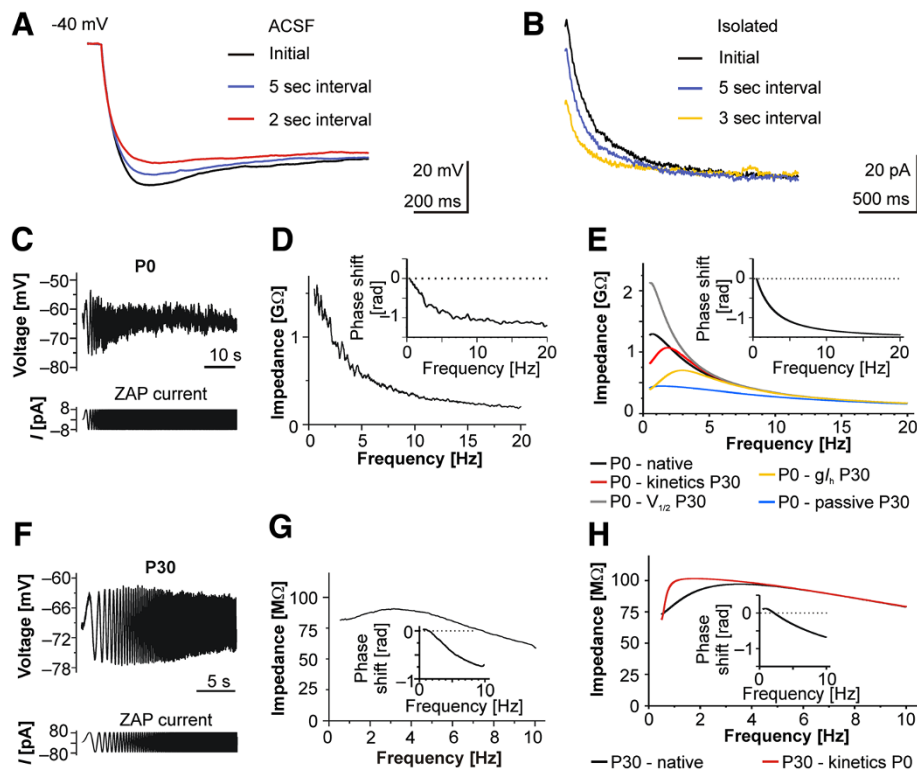 A
-40 mV
ACSF
Initial
5 sec interval
2 sec interval
20 mV
200 ms
B
Isolated
Initial
5 sec interval
3 sec interval
20 pA
500 ms
C
P0
Voltage [mV]
−50
−60
−70
−80
10 s
ZAP current
I [pA]
8
−8
D
Impedance [GΩ]
1
0
0 5 10 15 20
Frequency [Hz]
Phase shift [rad]
0
−1
0 5 10 15 20
Frequency [Hz]
E
Impedance [GΩ]
2
1
0
0 5 10 15 20
Frequency [Hz]
Phase shift [rad]
0
−1
0 5 10 15 20
Frequency [Hz]
P0 - native
P0 - kinetics P30
P0 - V1/2 P30
P0 - gIh P30
P0 - passive P30
F
P30
Voltage [mV]
−60
−66
−72
−78
5 s
ZAP current
I [pA]
80
−80
G
Impedance [MΩ]
100
75
50
25
0
0 2 4 6 8 10
Frequency [Hz]
Phase shift [rad]
0
−1
0 10
Frequency [Hz]
H
Impedance [MΩ]
100
75
50
25
0
0 2 4 6 8 10
Frequency [Hz]
Phase shift [rad]
0
−1
0 10
Frequency [Hz]
P30 - native
P30 - kinetics P0